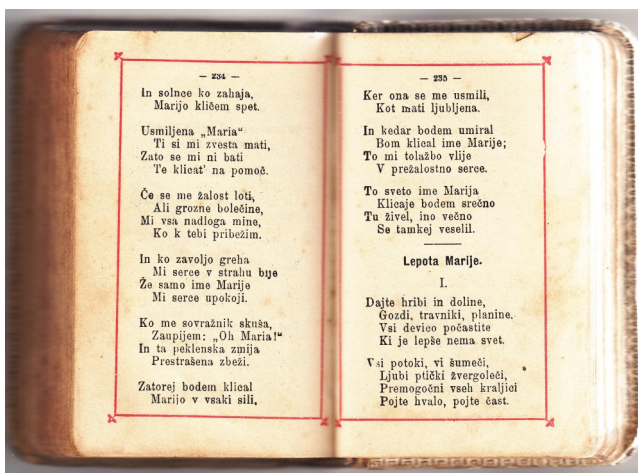 — 234 —
In solnce ko zahaja,
Marijo kličem spet.
Usmiljena „Maria“
Ti si mi zvesta mati,
Zato se mi ni bati
Te klicat' na pomoč.
Če se me žalost loti,
Ali grozne bolečine,
Mi vsa nadloga mine,
Ko k tebi pribežim.
In ko zavoljo greha
Mi serce v strahu bije
Že samo ime Marije
Mi serce upokoji.
Ko me sovražnik skuša,
Zaupijem: „Oh Maria!“
In ta peklenska zmija
Prestrašena zbeži.
Zatorej bodem klical
Marijo v vsaki sili,
— 235 —
Ker ona se me usmili,
Kot mati ljubljena.
In kedar bodem umiral
Bom klical ime Marije;
To mi tolažbo vlije
V prežalostno serce.
To sveto ime Marija
Klicaje bodem srečno
Tu živel, ino večno
Se tamkej veselil.
Lepota Marije.
I.
Dajte hribi in doline,
Gozdi, travniki, planine.
Vsi devico počastite
Ki je lepše nema svet.
Vsi potoki, vi šumeči,
Ljubi ptički žvergoleči,
Premogočni vseh kraljici
Pojte hvalo, pojte čast.